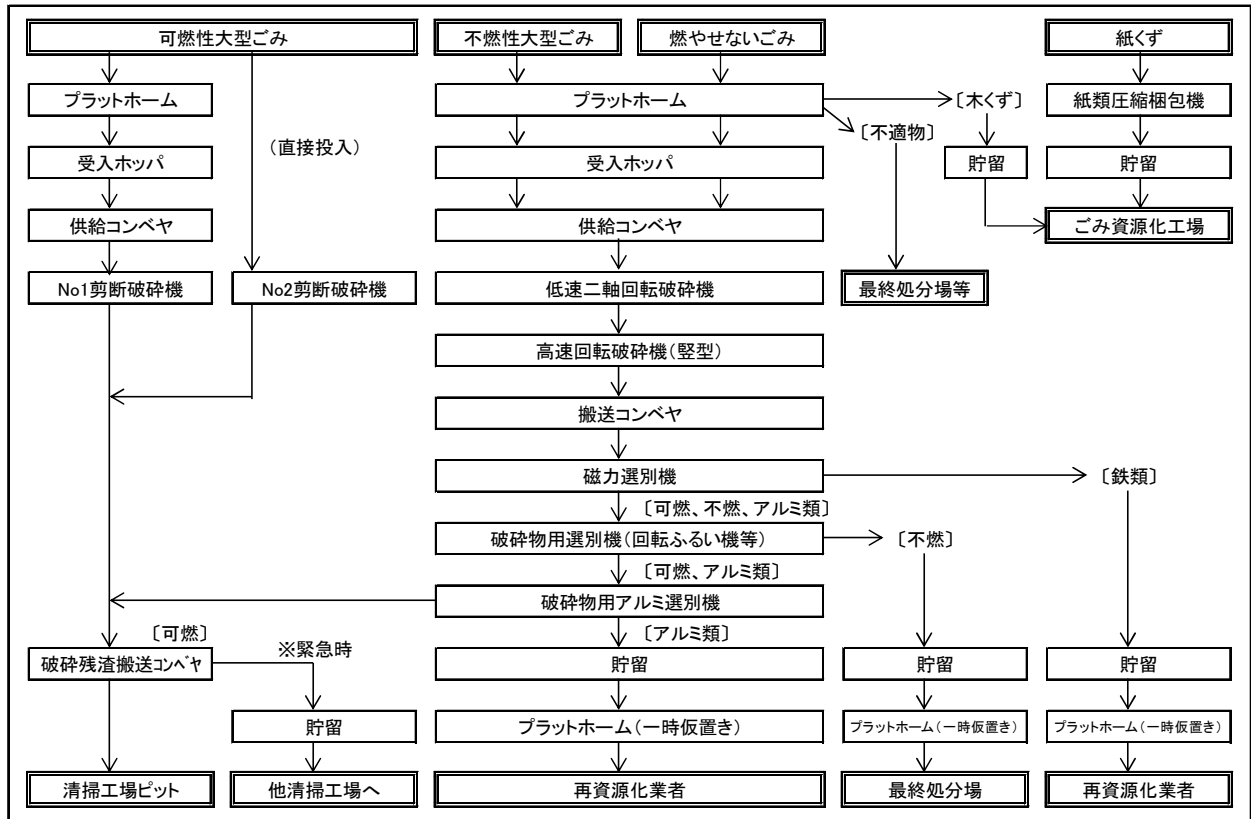 可燃性大型ごみ
不燃性大型ごみ
燃やせないごみ
紙くず
プラットホーム
プラットホーム
〔木くず〕
紙類圧縮梱包機
(直接投入)
〔不適物〕
受入ホッパ
受入ホッパ
貯留
貯留
供給コンベヤ
供給コンベヤ
ごみ資源化工場
No1剪断破砕機
No2剪断破砕機
低速二軸回転破砕機
最終処分場等
高速回転破砕機(竪型)
搬送コンベヤ
磁力選別機
〔鉄類〕
〔可燃、不燃、アルミ類〕
破砕物用選別機(回転ふるい機等)
〔不燃〕
〔可燃、アルミ類〕
破砕物用アルミ選別機
〔可燃〕
※緊急時
〔アルミ類〕
破砕残渣搬送コンベヤ
貯留
貯留
貯留
貯留
プラットホーム(一時仮置き)
プラットホーム(一時仮置き)
プラットホーム(一時仮置き)
清掃工場ピット
他清掃工場へ
再資源化業者
最終処分場
再資源化業者